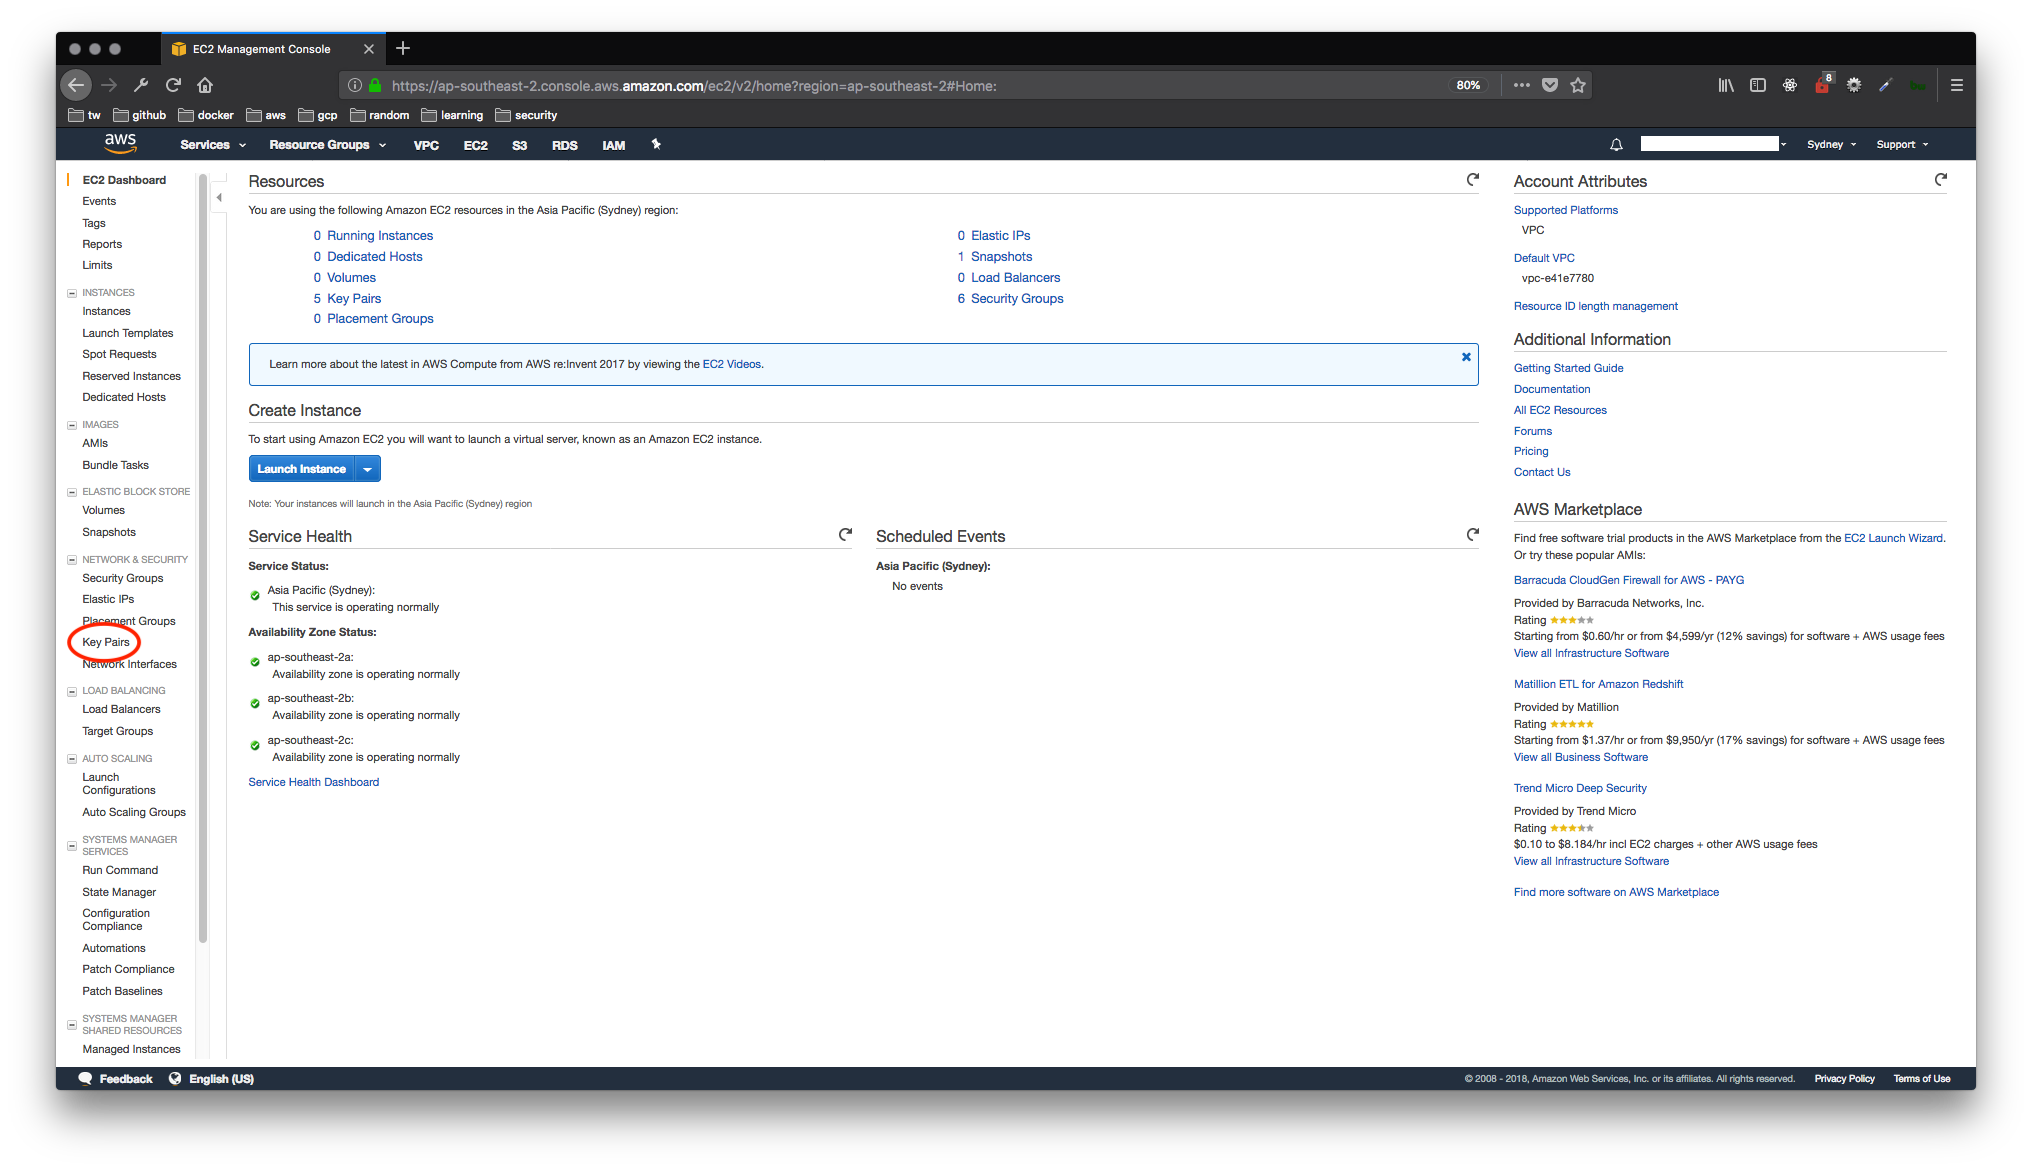 EC2 Management Console
https://ap-southeast-2.console.aws.amazon.com/ec2/v2/home?region=ap-southeast-2#Home:
80%
8
tw github docker aws gcp random learning security
aws Services Resource Groups VPC EC2 S3 RDS IAM Sydney Support
EC2 Dashboard
Events
Tags
Reports
Limits
INSTANCES
Instances
Launch Templates
Spot Requests
Reserved Instances
Dedicated Hosts
IMAGES
AMIs
Bundle Tasks
ELASTIC BLOCK STORE
Volumes
Snapshots
NETWORK & SECURITY
Security Groups
Elastic IPs
Placement Groups
Key Pairs
Network Interfaces
LOAD BALANCING
Load Balancers
Target Groups
AUTO SCALING
Launch
Configurations
Auto Scaling Groups
SYSTEMS MANAGER
SERVICES
Run Command
State Manager
Configuration
Compliance
Automations
Patch Compliance
Patch Baselines
SYSTEMS MANAGER
SHARED RESOURCES
Managed Instances
Resources
You are using the following Amazon EC2 resources in the Asia Pacific (Sydney) region:
0 Running Instances
0 Dedicated Hosts
0 Volumes
5 Key Pairs
0 Placement Groups
0 Elastic IPs
1 Snapshots
0 Load Balancers
6 Security Groups
Learn more about the latest in AWS Compute from AWS re:Invent 2017 by viewing the EC2 Videos.
Create Instance
To start using Amazon EC2 you will want to launch a virtual server, known as an Amazon EC2 instance.
Launch Instance
Note: Your instances will launch in the Asia Pacific (Sydney) region
Service Health
Service Status:
Asia Pacific (Sydney):
This service is operating normally
Availability Zone Status:
ap-southeast-2a:
Availability zone is operating normally
ap-southeast-2b:
Availability zone is operating normally
ap-southeast-2c:
Availability zone is operating normally
Service Health Dashboard
Scheduled Events
Asia Pacific (Sydney):
No events
Account Attributes
Supported Platforms
VPC
Default VPC
vpc-e41e7780
Resource ID length management
Additional Information
Getting Started Guide
Documentation
All EC2 Resources
Forums
Pricing
Contact Us
AWS Marketplace
Find free software trial products in the AWS Marketplace from the EC2 Launch Wizard.
Or try these popular AMIs:
Barracuda CloudGen Firewall for AWS - PAYG
Provided by Barracuda Networks, Inc.
Rating
Starting from $0.60/hr or from $4,599/yr (12% savings) for software + AWS usage fees
View all Infrastructure Software
Matillion ETL for Amazon Redshift
Provided by Matillion
Rating
Starting from $1.37/hr or from $9,950/yr (17% savings) for software + AWS usage fees
View all Business Software
Trend Micro Deep Security
Provided by Trend Micro
Rating
$0.10 to $8.184/hr incl EC2 charges + other AWS usage fees
View all Infrastructure Software
Find more software on AWS Marketplace
Feedback English (US) © 2008 - 2018, Amazon Web Services, Inc. or its affiliates. All rights reserved. Privacy Policy Terms of Use